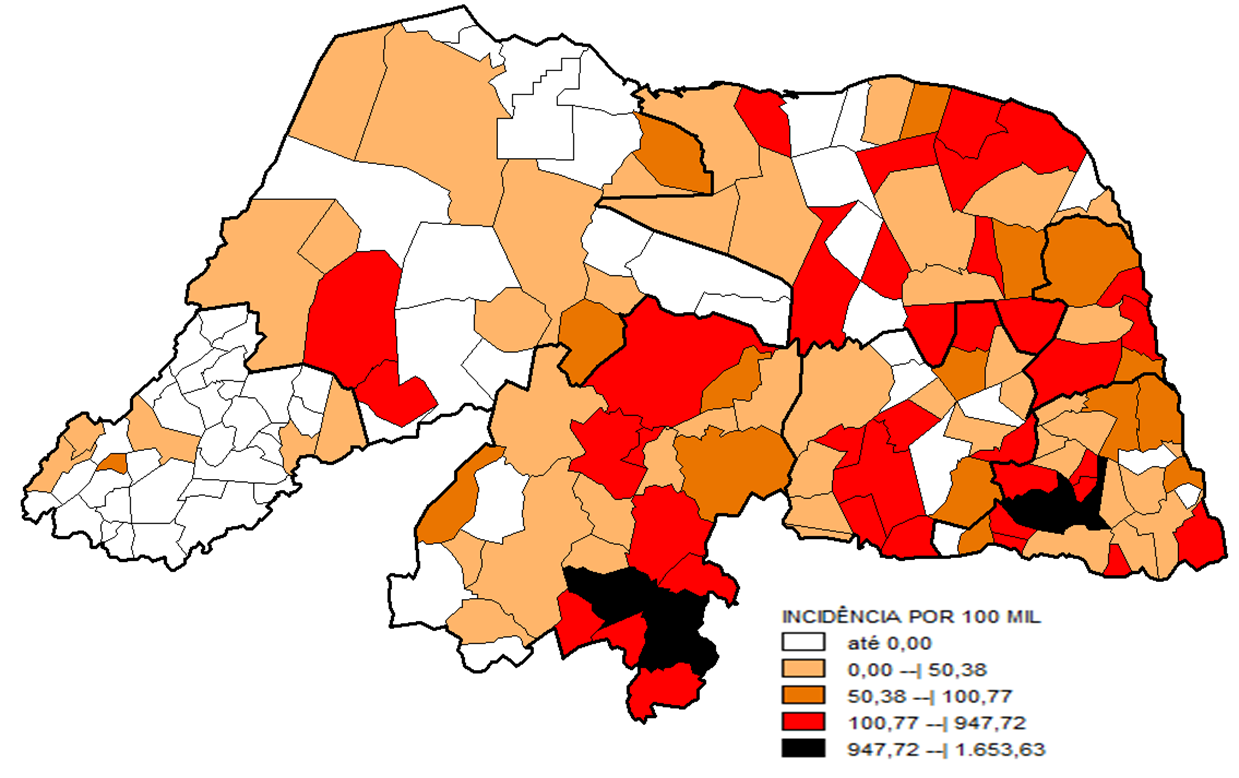 INCIDÊNCIA POR 100 MIL
até 0,00
0,00 --| 50,38
50,38 --| 100,77
100,77 --| 947,72
947,72 --| 1.653,63